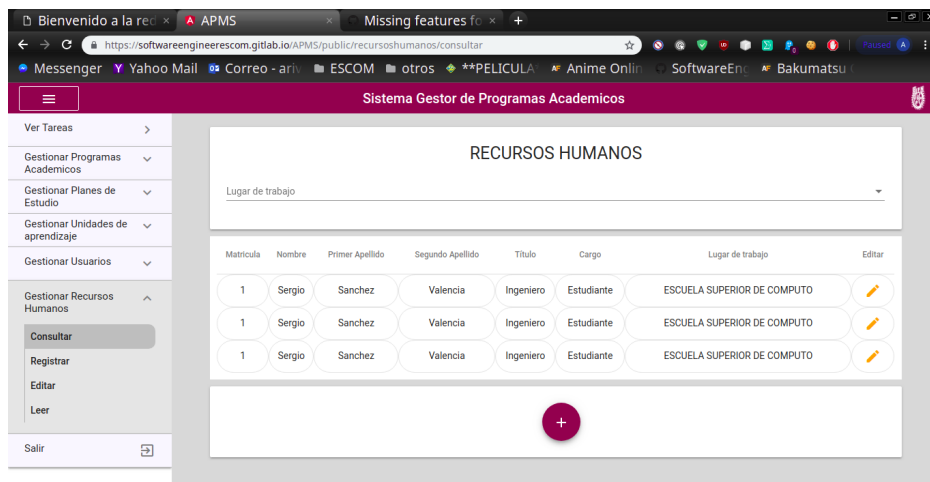 Bienvenido a la red
APMS
Missing features fo
https://softwareengineerescom.gitlab.io/APMS/public/recursoshumanos/consultar
Paused
A
Messenger
Yahoo Mail
Correo - ariv
ESCOM
otros
**PELICULA
Anime Onlin
SoftwareEng
Bakumatsu
Sistema Gestor de Programas Academicos
Ver Tareas
Gestionar Programas
Academicos
Gestionar Planes de
Estudio
Gestionar Unidades de
aprendizaje
Gestionar Usuarios
Gestionar Recursos
Humanos
Consultar
Registrar
Editar
Leer
Salir
RECURSOS HUMANOS
Lugar de trabajo
Matricula Nombre Primer Apellido Segundo Apellido Título Cargo Lugar de trabajo Editar
1 Sergio Sanchez Valencia Ingeniero Estudiante ESCUELA SUPERIOR DE COMPUTO
1 Sergio Sanchez Valencia Ingeniero Estudiante ESCUELA SUPERIOR DE COMPUTO
1 Sergio Sanchez Valencia Ingeniero Estudiante ESCUELA SUPERIOR DE COMPUTO
+